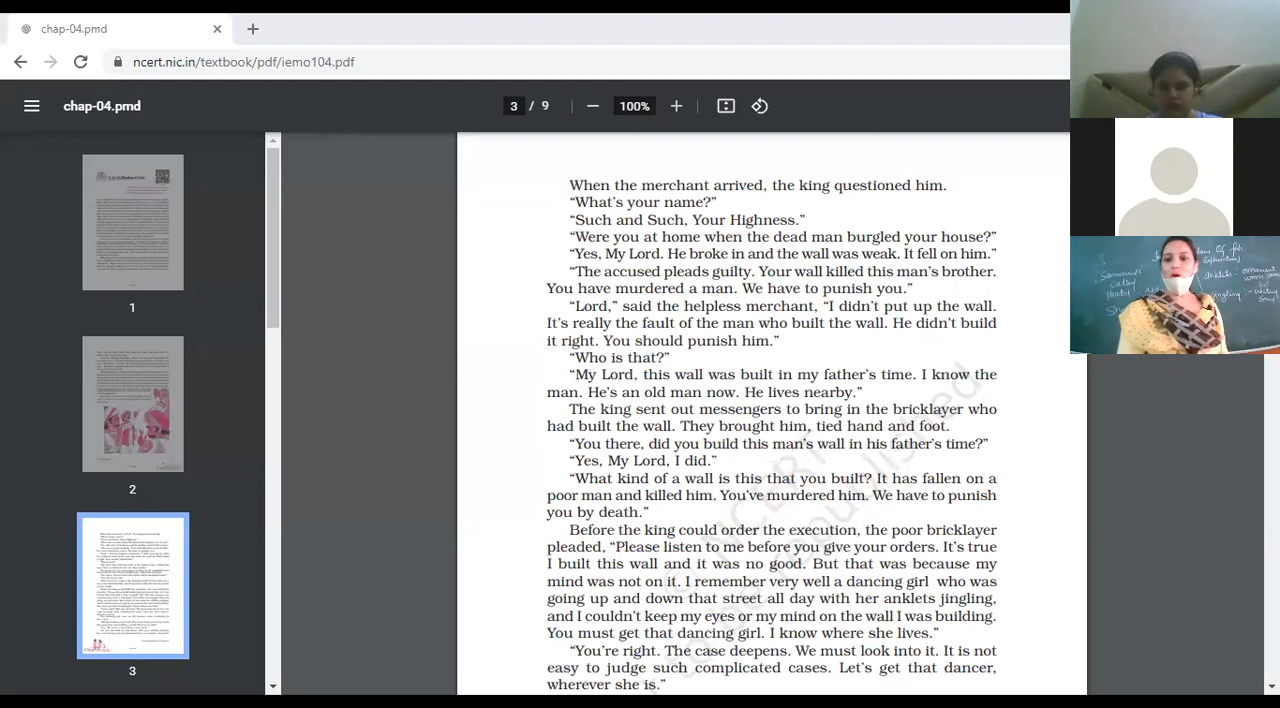 chap-04.pmd
ncert.nic.in/textbook/pdf/iemo104.pdf
chap-04.pmd
3 / 9
100%
1
2
3
When the merchant arrived, the king questioned him.
“What’s your name?”
“Such and Such, Your Highness.”
“Were you at home when the dead man burgled your house?”
“Yes, My Lord. He broke in and the wall was weak. It fell on him.”
“The accused pleads guilty. Your wall killed this man’s brother.
You have murdered a man. We have to punish you.”
“Lord,” said the helpless merchant, “I didn’t put up the wall.
It’s really the fault of the man who built the wall. He didn’t build
it right. You should punish him.”
“Who is that?”
“My Lord, this wall was built in my father’s time. I know the
man. He’s an old man now. He lives nearby.”
The king sent out messengers to bring in the bricklayer who
had built the wall. They brought him, tied hand and foot.
“You there, did you build this man’s wall in his father’s time?”
“Yes, My Lord, I did.”
“What kind of a wall is this that you built? It has fallen on a
poor man and killed him. You’ve murdered him. We have to punish
you by death.”
Before the king could order the execution, the poor bricklayer
pleaded, “Please listen to me before you give your orders. It’s true
I built this wall and it was no good. But that was because my
mind was not on it. I remember very well a dancing girl who was
going up and down that street all day with her anklets jingling,
and I couldn’t keep my eyes or my mind on the wall I was building.
You must get that dancing girl. I know where she lives.”
“You’re right. The case deepens. We must look into it. It is not
easy to judge such complicated cases. Let’s get that dancer,
wherever she is.”
anklets